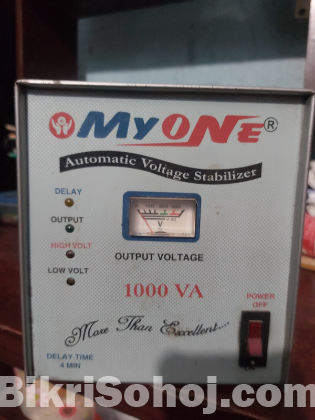 MyONE®
Automatic Voltage Stabilizer
DELAY
OUTPUT
HIGH VOLT
LOW VOLT
V
OUTPUT VOLTAGE
1000 VA
POWER
OFF
More Than Excellent....
DELAY TIME
4 MIN
BikriSohoj.com